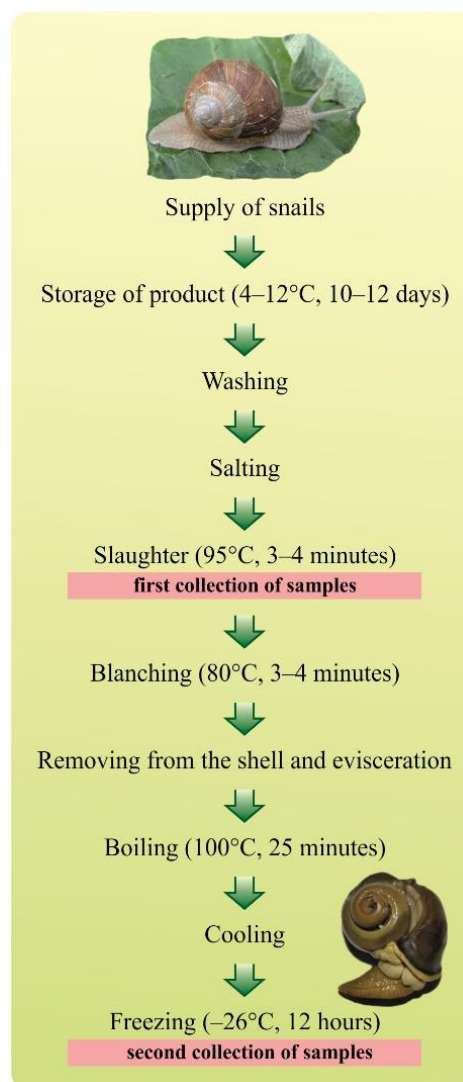 Supply of snails
Storage of product (4–12°C, 10–12 days)
Washing
Salting
Slaughter (95°C, 3–4 minutes)
first collection of samples
Blanching (80°C, 3–4 minutes)
Removing from the shell and evisceration
Boiling (100°C, 25 minutes)
Cooling
Freezing (–26°C, 12 hours)
second collection of samples